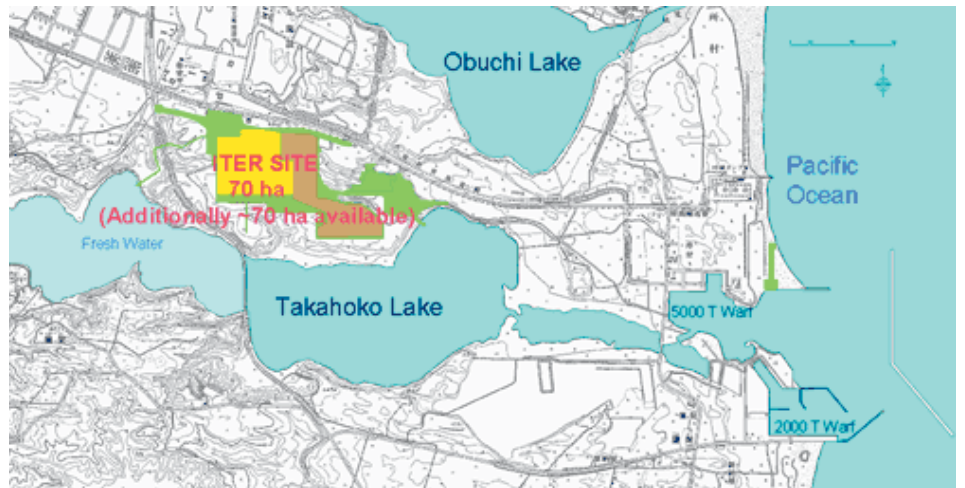 Obuchi Lake
Pacific
Ocean
ITER SITE
70 ha
(Additionally ~70 ha available)
Fresh Water
Takahoko Lake
5000 T Warf
2000 T Warf